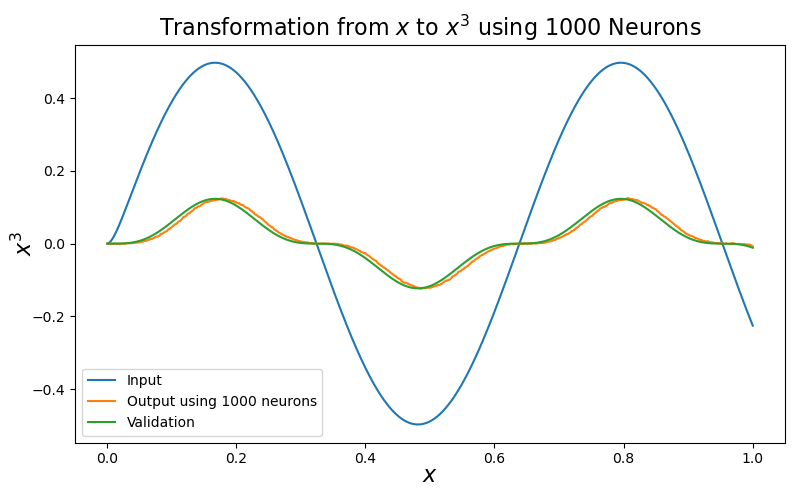 Transformation from x to x³ using 1000 Neurons
x³
0.4
0.2
0.0
−0.2
−0.4
Input
Output using 1000 neurons
Validation
0.0 0.2 0.4 0.6 0.8 1.0
x